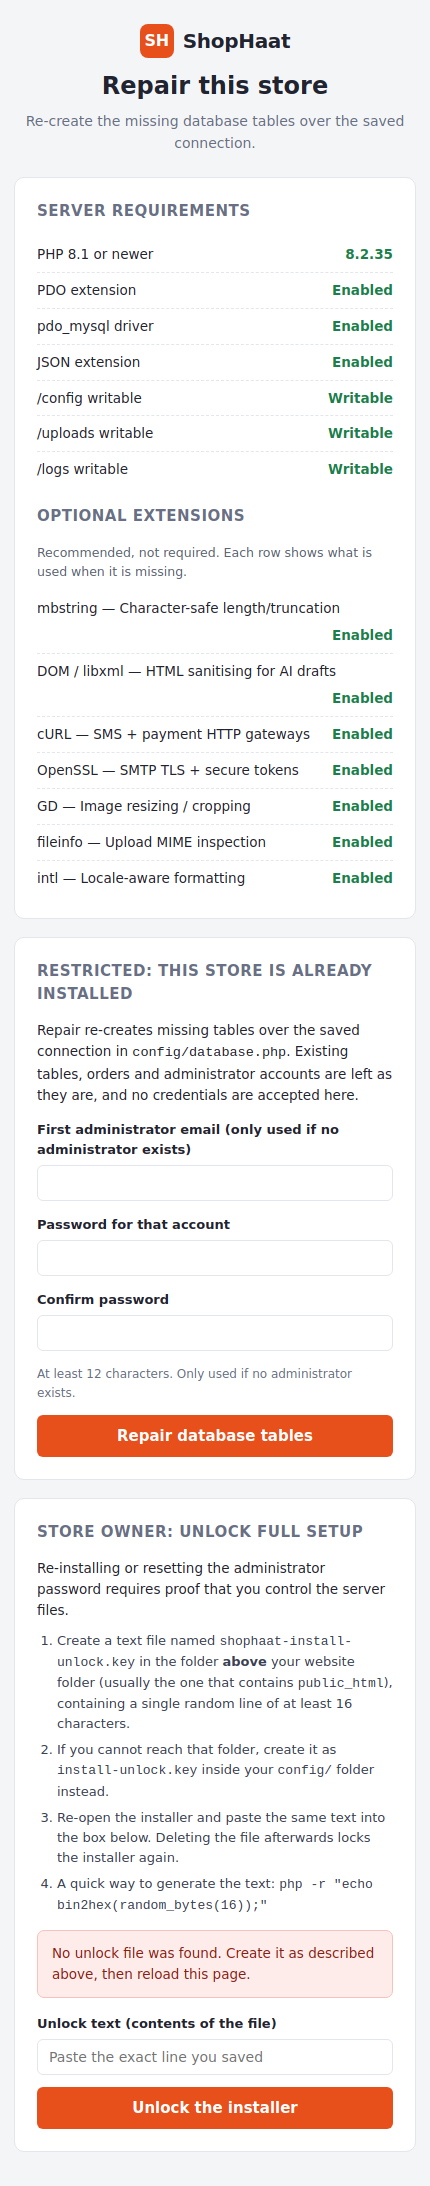 SH ShopHaat
Repair this store
Re-create the missing database tables over the saved
connection.
SERVER REQUIREMENTS
PHP 8.1 or newer 8.2.35
PDO extension Enabled
pdo_mysql driver Enabled
JSON extension Enabled
/config writable Writable
/uploads writable Writable
/logs writable Writable
OPTIONAL EXTENSIONS
Recommended, not required. Each row shows what is
used when it is missing.
mbstring — Character-safe length/truncation
Enabled
DOM / libxml — HTML sanitising for AI drafts
Enabled
cURL — SMS + payment HTTP gateways Enabled
OpenSSL — SMTP TLS + secure tokens Enabled
GD — Image resizing / cropping Enabled
fileinfo — Upload MIME inspection Enabled
intl — Locale-aware formatting Enabled
RESTRICTED: THIS STORE IS ALREADY
INSTALLED
Repair re-creates missing tables over the saved
connection in config/database.php. Existing
tables, orders and administrator accounts are left as
they are, and no credentials are accepted here.
First administrator email (only used if no
administrator exists)
Password for that account
Confirm password
At least 12 characters. Only used if no administrator
exists.
Repair database tables
STORE OWNER: UNLOCK FULL SETUP
Re-installing or resetting the administrator
password requires proof that you control the server
files.
1. Create a text file named shophaat-install-
unlock.key in the folder above your website
folder (usually the one that contains public_html),
containing a single random line of at least 16
characters.
2. If you cannot reach that folder, create it as
install-unlock.key inside your config/ folder
instead.
3. Re-open the installer and paste the same text into
the box below. Deleting the file afterwards locks
the installer again.
4. A quick way to generate the text: php -r "echo
bin2hex(random_bytes(16));"
No unlock file was found. Create it as described
above, then reload this page.
Unlock text (contents of the file)
Paste the exact line you saved
Unlock the installer